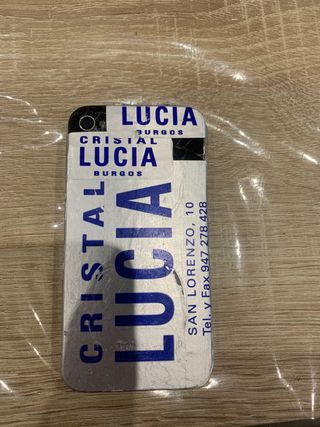 LUCIA
BURGOS
CRISTAL
LUCIA
BURGOS
CRISTAL
LUCIA
SAN LORENZO, 10
Tel. y Fax 947 278 428